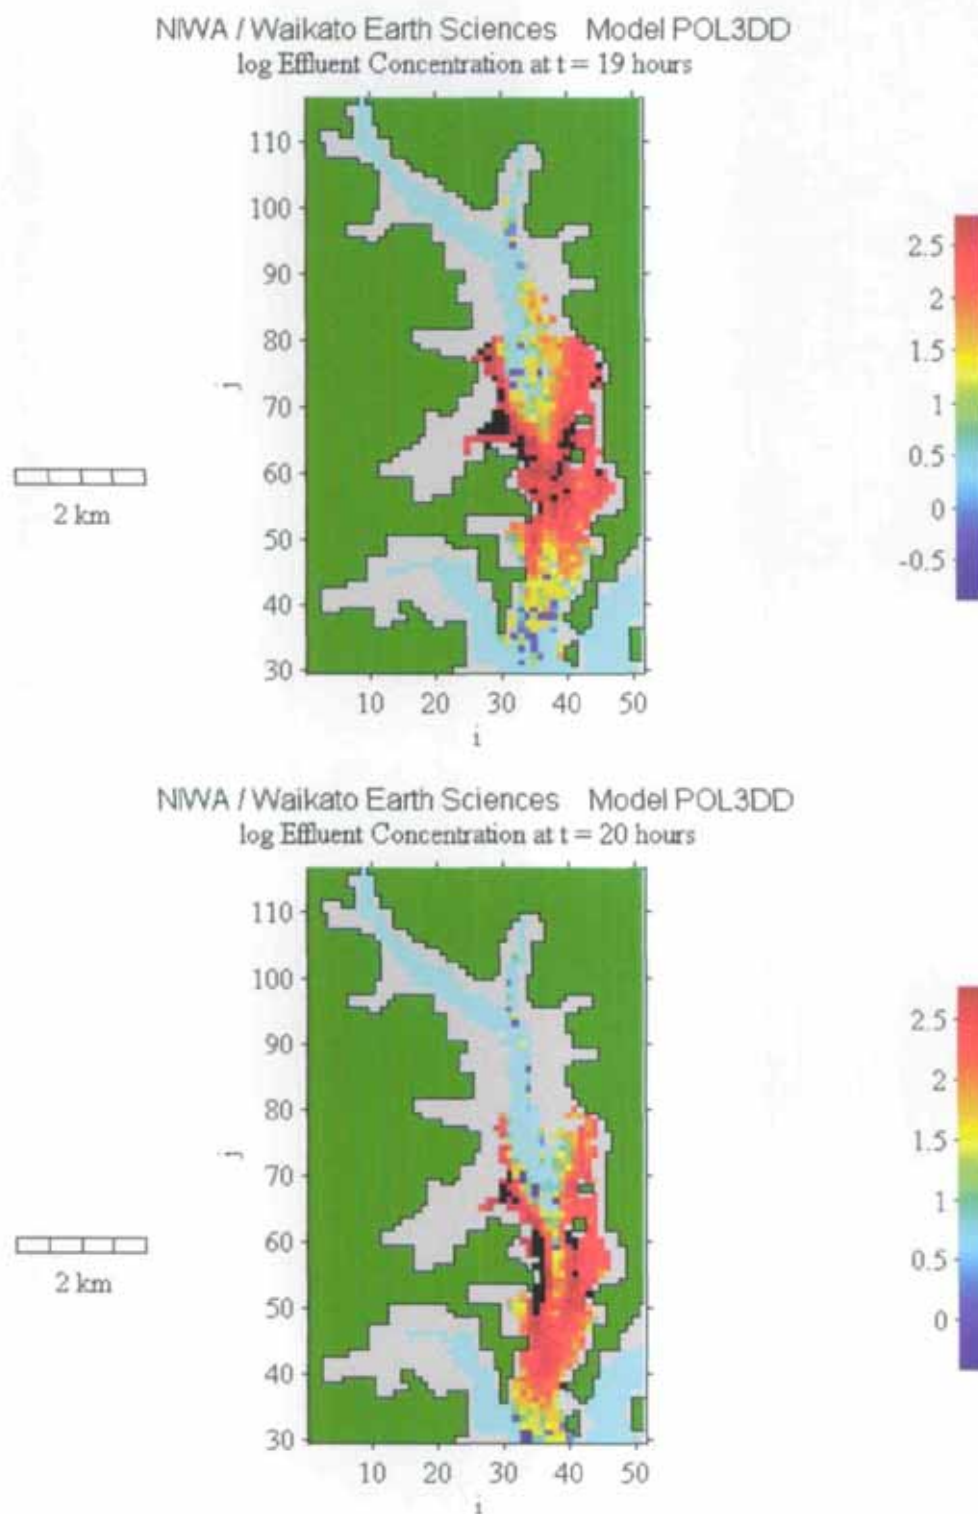 NIWA / Waikato Earth Sciences Model POL3DD
log Effluent Concentration at t = 19 hours
110
100
90
80
70
60
50
40
30
j
10 20 30 40 50
i
2 km
2.5
2
1.5
1
0.5
0
-0.5
NIWA / Waikato Earth Sciences Model POL3DD
log Effluent Concentration at t = 20 hours
110
100
90
80
70
60
50
40
30
j
10 20 30 40 50
i
2 km
2.5
2
1.5
1
0.5
0